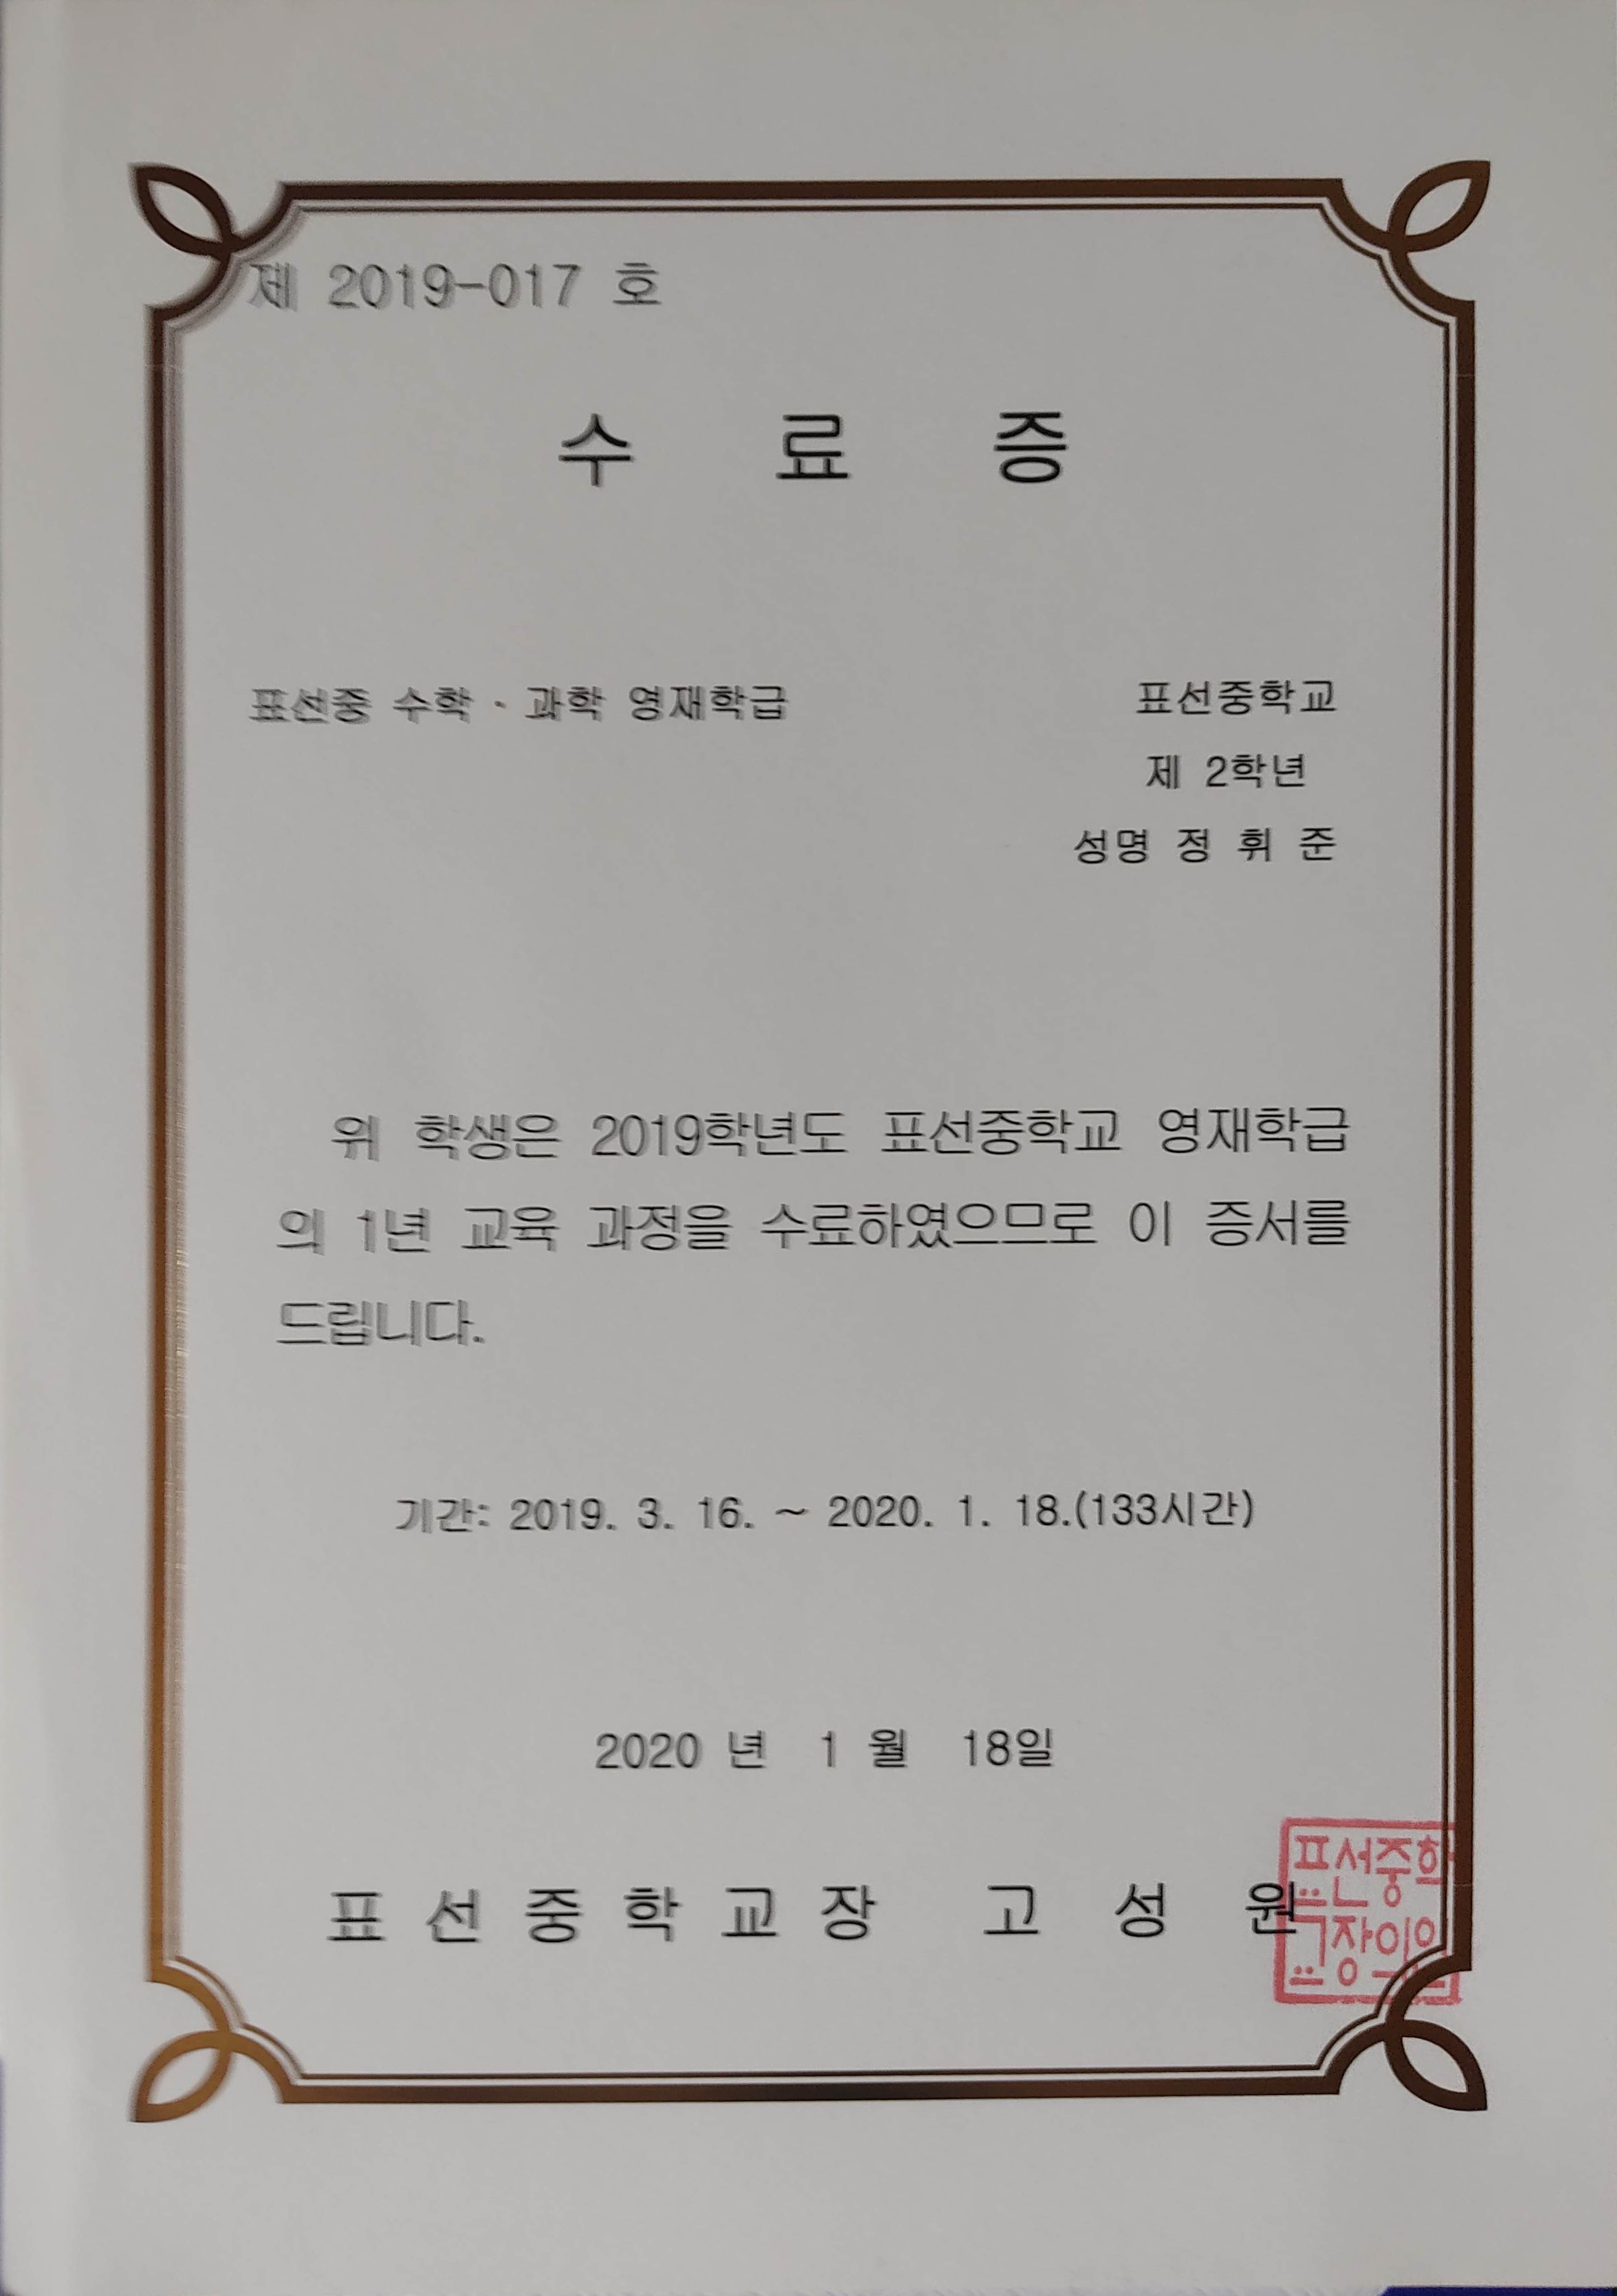 제 2019-017 호
수 료 증
표선중 수학·과학 영재학급
표선중학교
제 2학년
성명 정 휘 준
위 학생은 2019학년도 표선중학교 영재학급
의 1년 교육 과정을 수료하였으므로 이 증서를
드립니다.
기간: 2019. 3. 16. ~ 2020. 1. 18.(133시간)
2020 년 1 월 18일
표 선 중 학 교 장 고 성 원
표선중학
교장의인